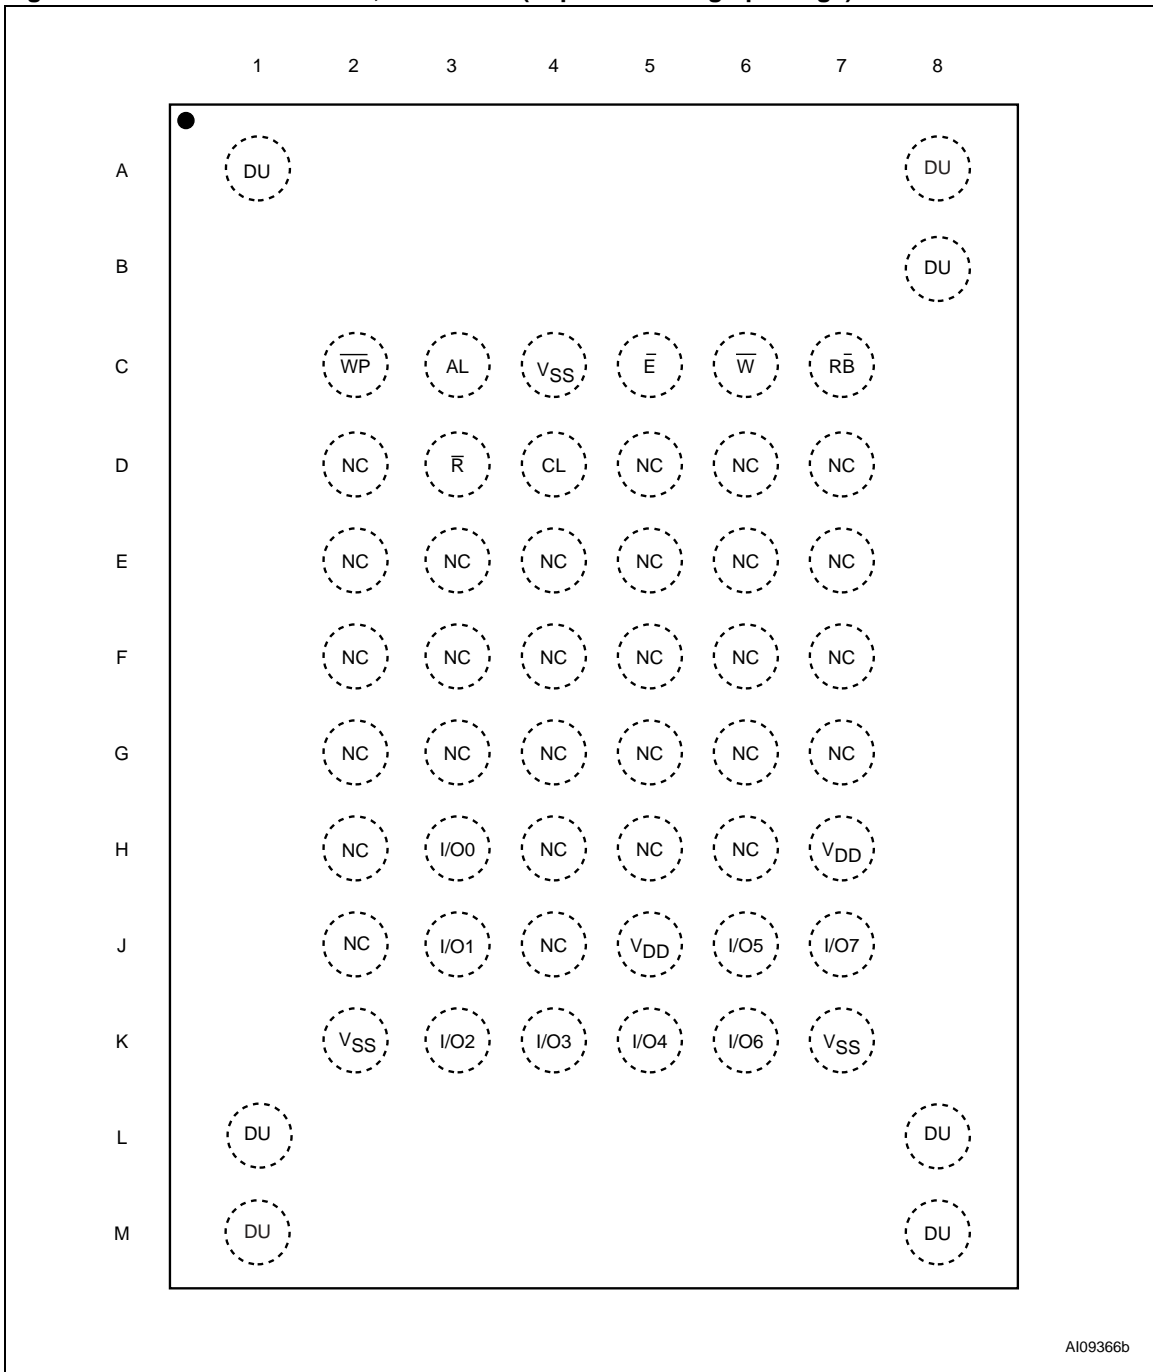 1 2 3 4 5 6 7 8
A DU DU
B DU
C W̅P̅ AL VSS E̅ W̅ RB̅
D NC R̅ CL NC NC NC
E NC NC NC NC NC NC
F NC NC NC NC NC NC
G NC NC NC NC NC NC
H NC I/O0 NC NC NC VDD
J NC I/O1 NC VDD I/O5 I/O7
K VSS I/O2 I/O3 I/O4 I/O6 VSS
L DU DU
M DU DU
AI09366b